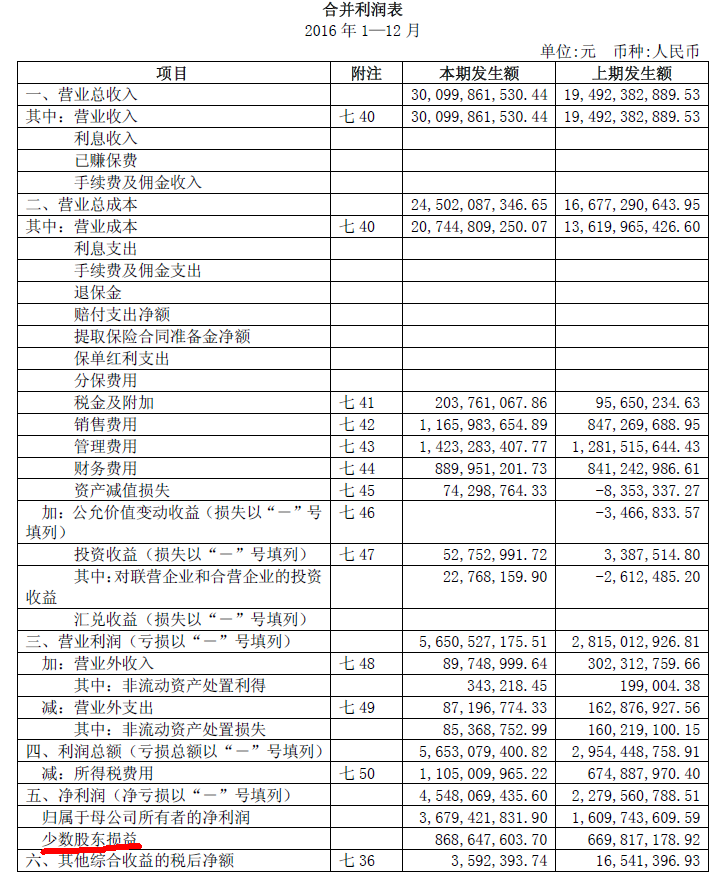 合并利润表
2016 年 1—12 月
单位:元 币种:人民币
项目 附注 本期发生额 上期发生额
一、营业总收入 30,099,861,530.44 19,492,382,889.53
其中：营业收入 七 40 30,099,861,530.44 19,492,382,889.53
利息收入
已赚保费
手续费及佣金收入
二、营业总成本 24,502,087,346.65 16,677,290,643.95
其中：营业成本 七 40 20,744,809,250.07 13,619,965,426.60
利息支出
手续费及佣金支出
退保金
赔付支出净额
提取保险合同准备金净额
保单红利支出
分保费用
税金及附加 七 41 203,761,067.86 95,650,234.63
销售费用 七 42 1,165,983,654.89 847,269,688.95
管理费用 七 43 1,423,283,407.77 1,281,515,644.43
财务费用 七 44 889,951,201.73 841,242,986.61
资产减值损失 七 45 74,298,764.33 -8,353,337.27
加：公允价值变动收益（损失以“－”号 七 46 -3,466,833.57
填列）
投资收益（损失以“－”号填列） 七 47 52,752,991.72 3,387,514.80
其中：对联营企业和合营企业的投资 22,768,159.90 -2,612,485.20
收益
汇兑收益（损失以“－”号填列）
三、营业利润（亏损以“－”号填列） 5,650,527,175.51 2,815,012,926.81
加：营业外收入 七 48 89,748,999.64 302,312,759.66
其中：非流动资产处置利得 343,218.45 199,004.38
减：营业外支出 七 49 87,196,774.33 162,876,927.56
其中：非流动资产处置损失 85,368,752.99 160,219,100.15
四、利润总额（亏损总额以“－”号填列） 5,653,079,400.82 2,954,448,758.91
减：所得税费用 七 50 1,105,009,965.22 674,887,970.40
五、净利润（净亏损以“－”号填列） 4,548,069,435.60 2,279,560,788.51
归属于母公司所有者的净利润 3,679,421,831.90 1,609,743,609.59
少数股东损益 868,647,603.70 669,817,178.92
六、其他综合收益的税后净额 七 36 3,592,393.74 16,541,396.93